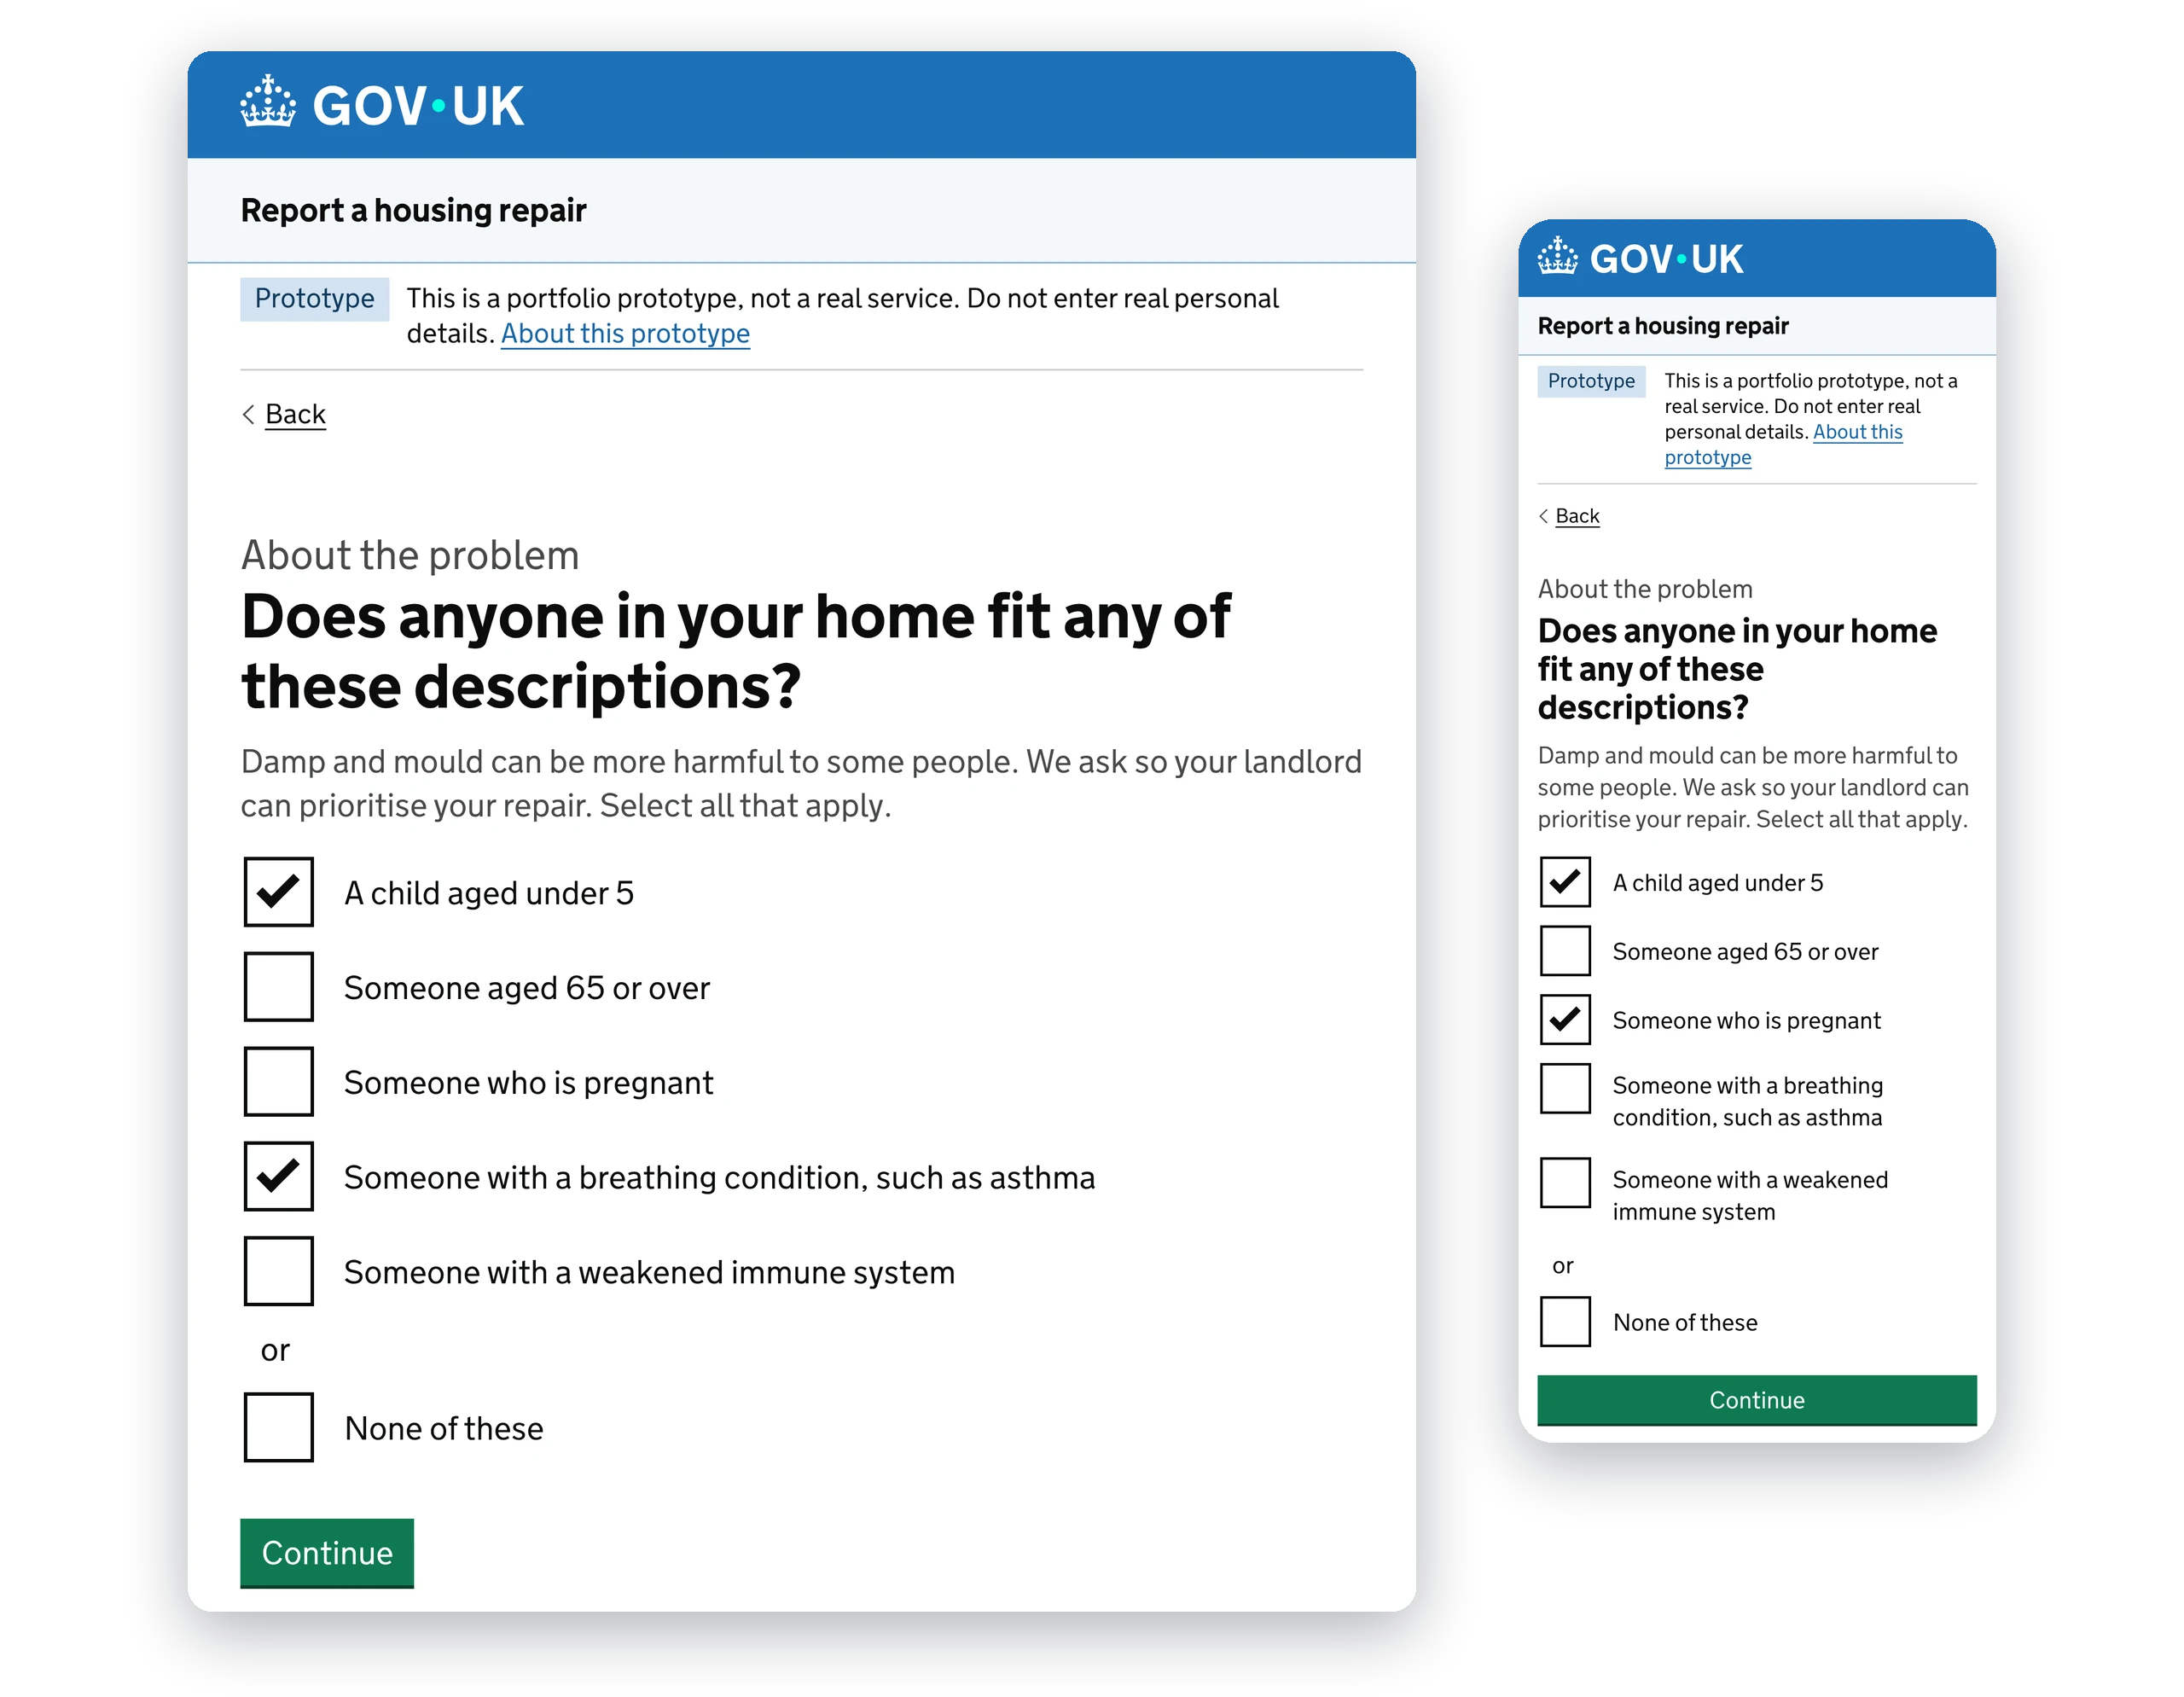 GOV·UK
Report a housing repair
Prototype
This is a portfolio prototype, not a real service. Do not enter real personal
details. About this prototype
Back
About the problem
Does anyone in your home fit any of
these descriptions?
Damp and mould can be more harmful to some people. We ask so your landlord
can prioritise your repair. Select all that apply.
A child aged under 5
Someone aged 65 or over
Someone who is pregnant
Someone with a breathing condition, such as asthma
Someone with a weakened immune system
or
None of these
Continue
GOV·UK
Report a housing repair
Prototype
This is a portfolio prototype, not a
real service. Do not enter real
personal details. About this
prototype
Back
About the problem
Does anyone in your home
fit any of these
descriptions?
Damp and mould can be more harmful to
some people. We ask so your landlord can
prioritise your repair. Select all that apply.
A child aged under 5
Someone aged 65 or over
Someone who is pregnant
Someone with a breathing
condition, such as asthma
Someone with a weakened
immune system
or
None of these
Continue